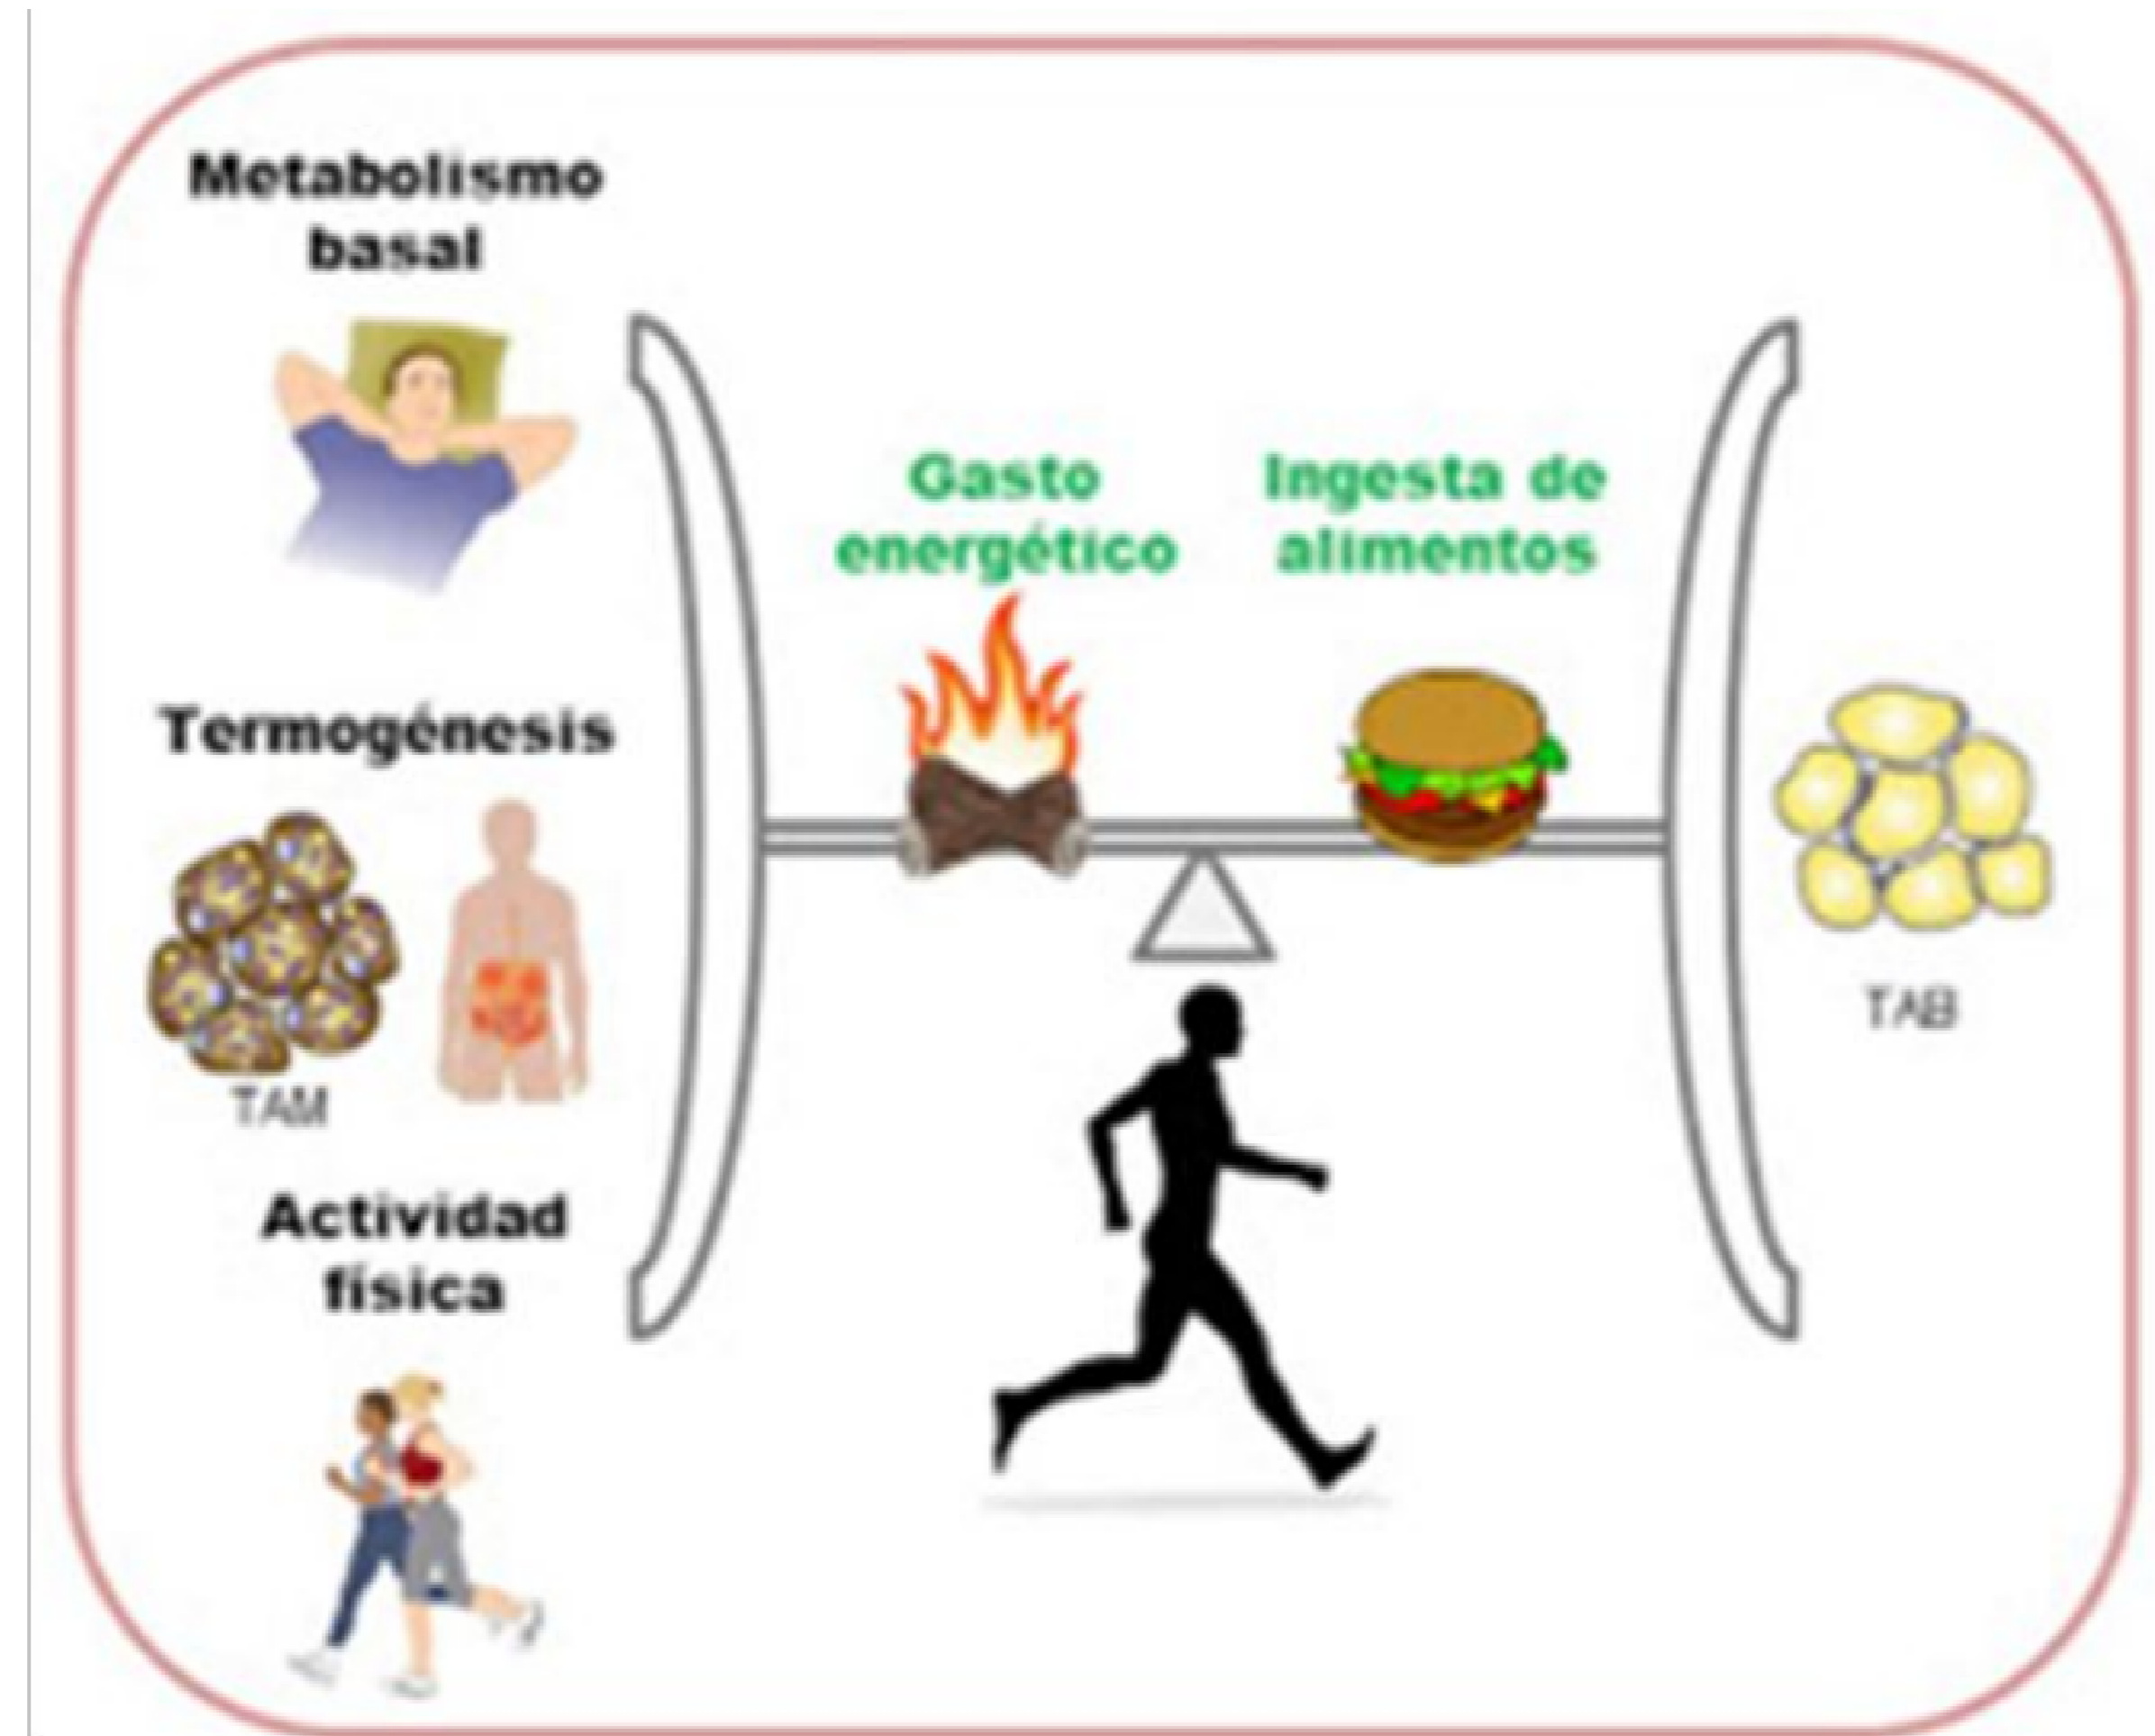 Metabolismo
basal
Gasto
energético
Ingesta de
alimentos
Termogénesis
TAM
TAB
Actividad
física